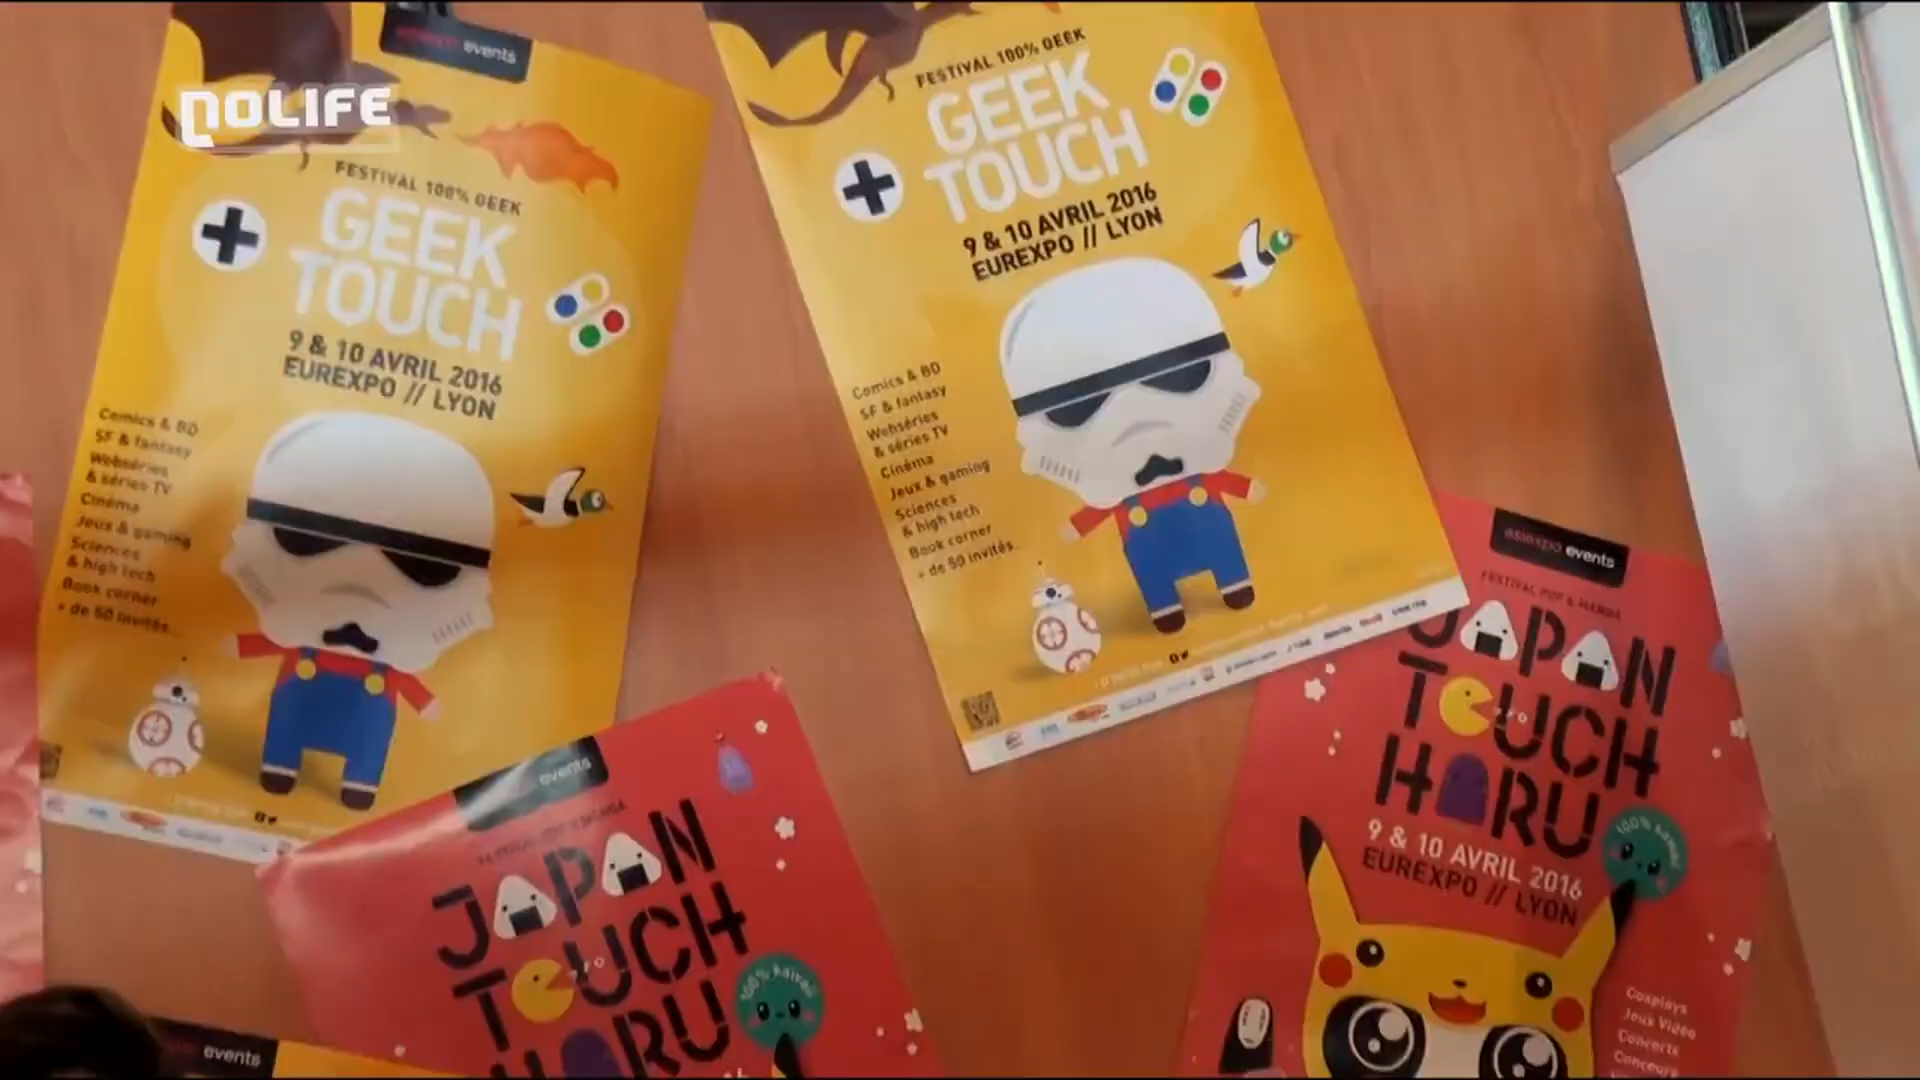 NOLIFE
events
FESTIVAL 100% GEEK
GEEK
TOUCH
9 & 10 AVRIL 2016
EUREXPO // LYON
Comics & BD
SF & fantasy
Webséries
& séries TV
Cinéma
Jeux & gaming
Sciences
& high tech
Book corner
+ de 50 invités...
FESTIVAL 100% GEEK
GEEK
TOUCH
9 & 10 AVRIL 2016
EUREXPO // LYON
Comics & BD
SF & fantasy
Webséries
& séries TV
Cinéma
Jeux & gaming
Sciences
& high tech
Book corner
+ de 50 invités...
events
JAPAN
TOUCH
HARU
100% kawaii
asiexpo events
FESTIVAL POP & MANGA
JAPAN
TOUCH
HARU
100% kawaii
9 & 10 AVRIL 2016
EUREXPO // LYON
Cosplays
Jeux Vidéo
Concerts
Concours
events